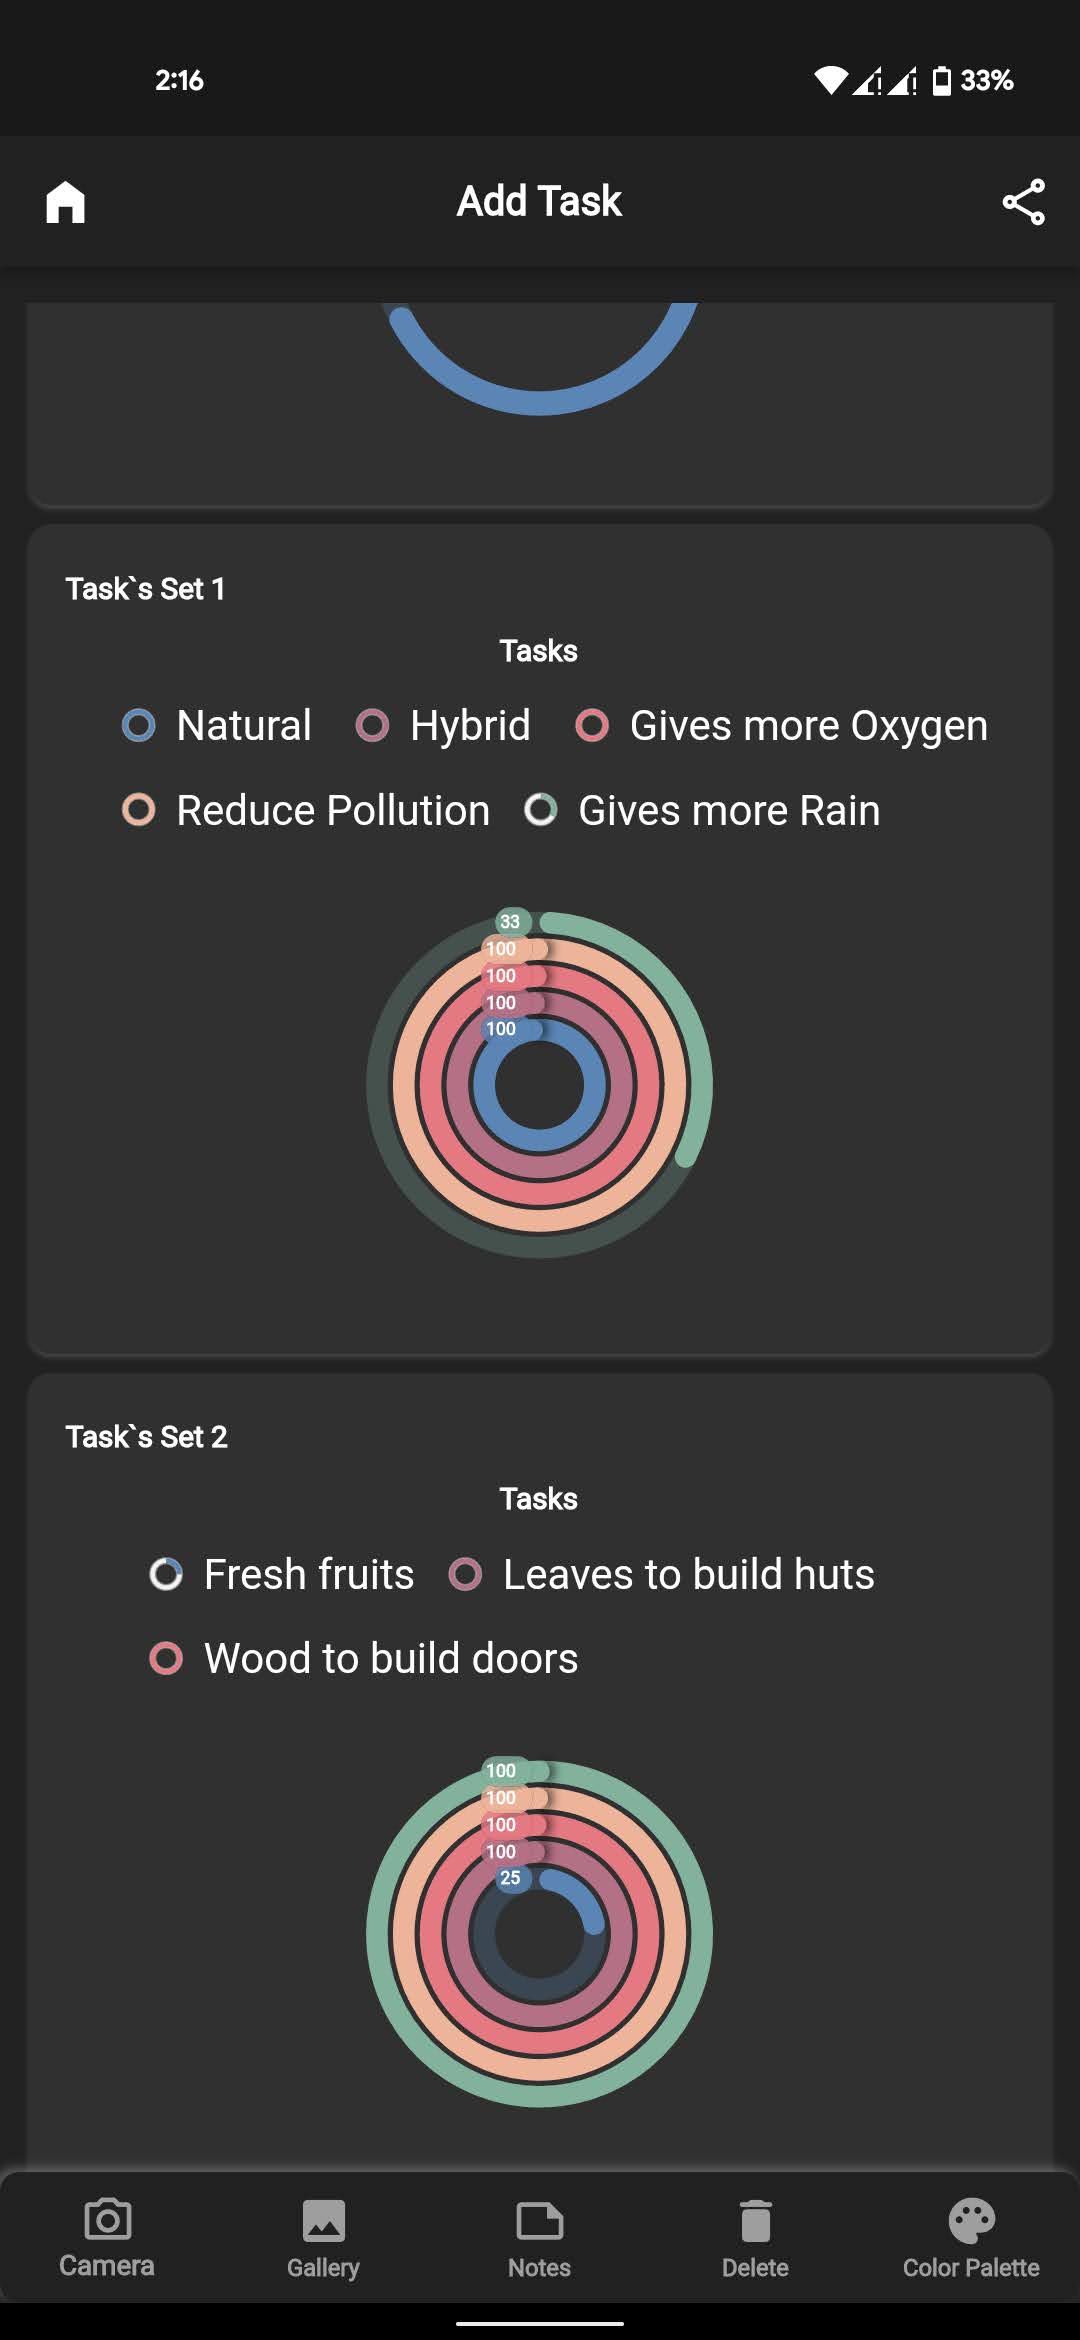 2:16 33%
Add Task
Task`s Set 1
Tasks
Natural Hybrid Gives more Oxygen
Reduce Pollution Gives more Rain
33
100
100
100
100
Task`s Set 2
Tasks
Fresh fruits Leaves to build huts
Wood to build doors
100
100
100
100
25
Camera Gallery Notes Delete Color Palette